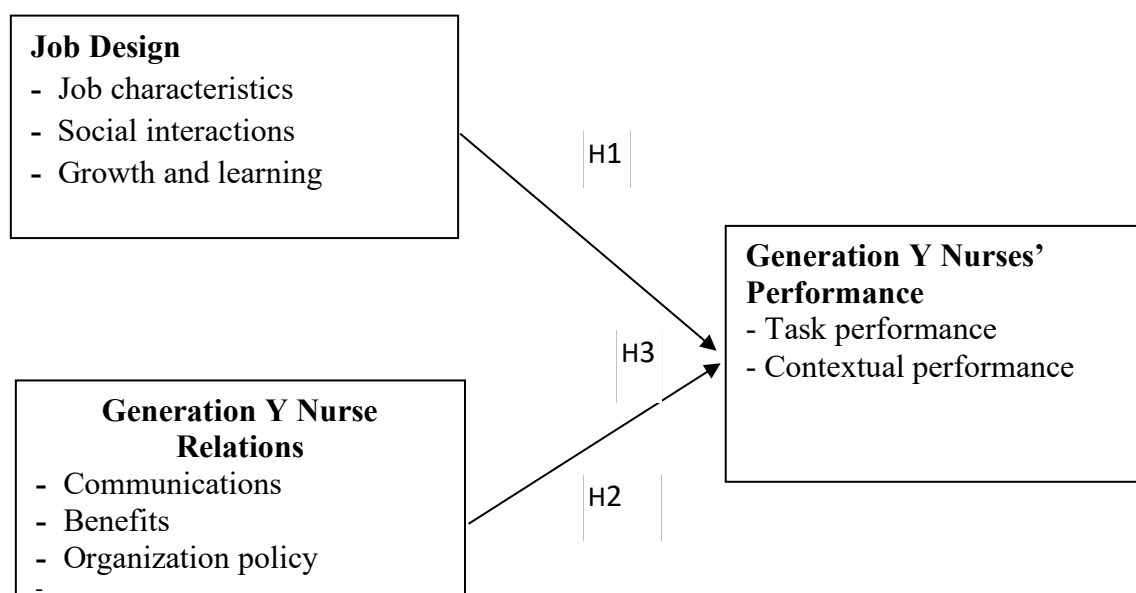 Job Design
- Job characteristics
- Social interactions
- Growth and learning
H1
Generation Y Nurses’
Performance
- Task performance
- Contextual performance
H3
Generation Y Nurse
Relations
- Communications
- Benefits
- Organization policy
-
H2